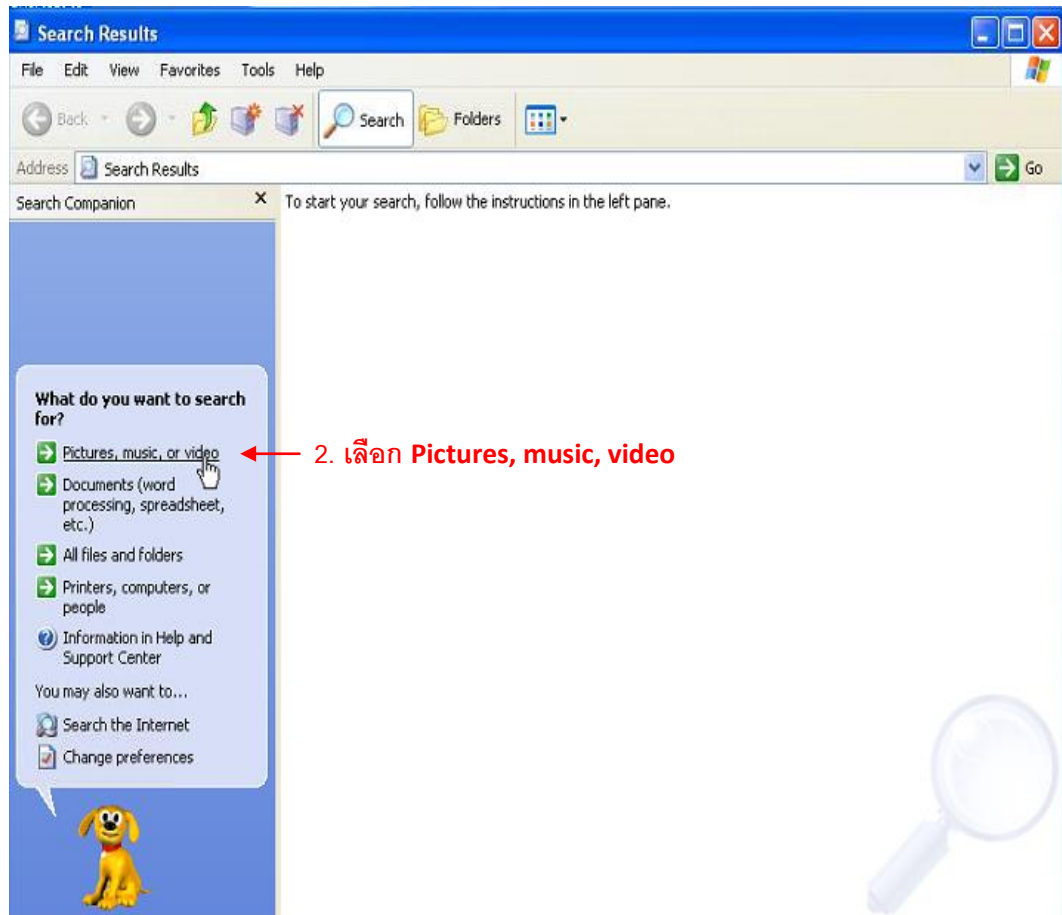 Search Results
File Edit View Favorites Tools Help
Back Search Folders
Address Search Results Go
Search Companion
To start your search, follow the instructions in the left pane.
What do you want to search
for?
Pictures, music, or video
2. เลือก Pictures, music, video
Documents (word
processing, spreadsheet,
etc.)
All files and folders
Printers, computers, or
people
Information in Help and
Support Center
You may also want to...
Search the Internet
Change preferences